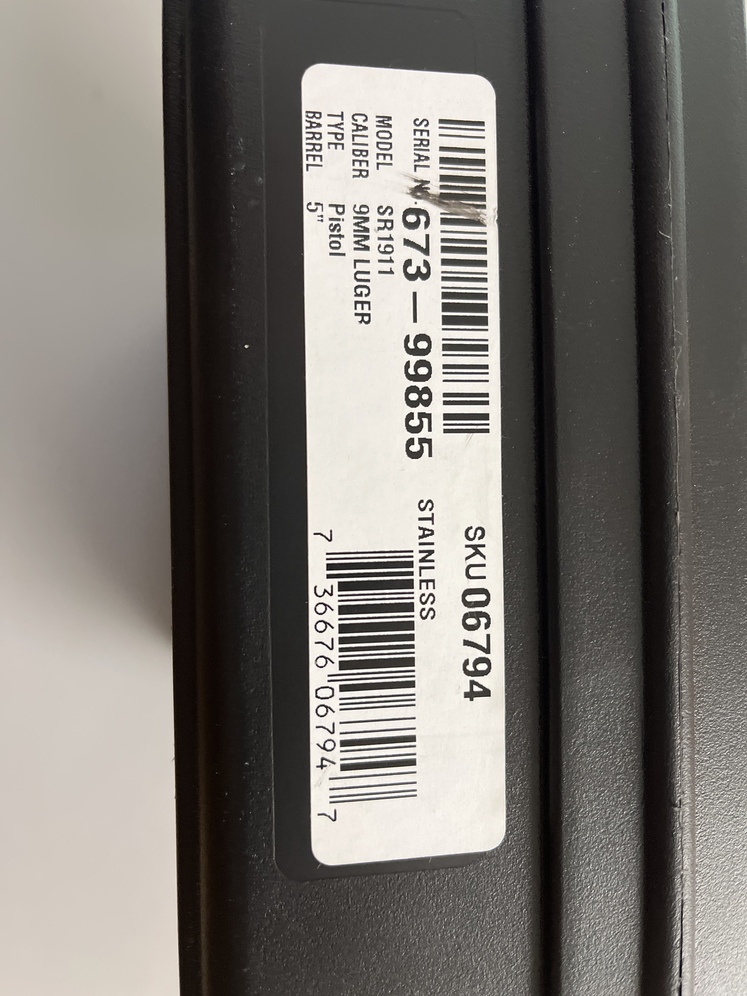 SKU 06794
SERIAL No. 673-99855 STAINLESS
MODEL SR1911
CALIBER 9MM LUGER
TYPE Pistol
BARREL 5"
7 36676 06794 7